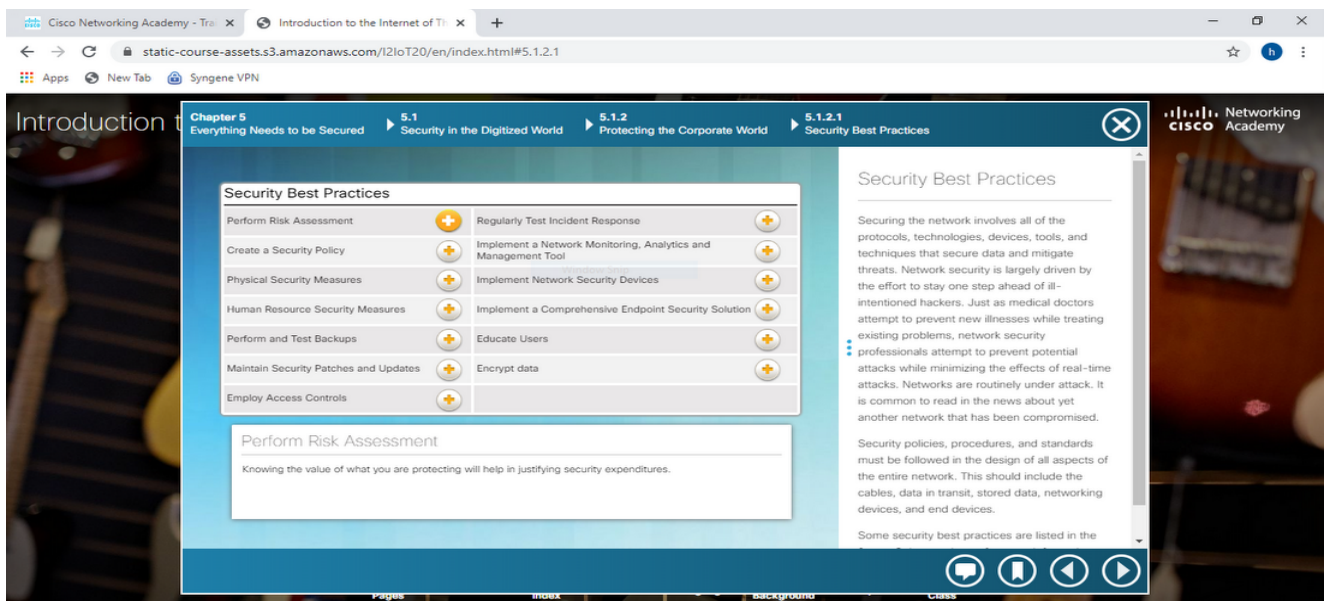 Cisco Networking Academy - Tra
Introduction to the Internet of Th
static-course-assets.s3.amazonaws.com/I2IoT20/en/index.html#5.1.2.1
h
Apps
New Tab
Syngene VPN
Introduction t
Chapter 5
Everything Needs to be Secured
5.1
Security in the Digitized World
5.1.2
Protecting the Corporate World
5.1.2.1
Security Best Practices
Networking
CISCO Academy
Security Best Practices
Perform Risk Assessment
Regularly Test Incident Response
Create a Security Policy
Implement a Network Monitoring, Analytics and
Management Tool
Physical Security Measures
Implement Network Security Devices
Human Resource Security Measures
Implement a Comprehensive Endpoint Security Solution
Perform and Test Backups
Educate Users
Maintain Security Patches and Updates
Encrypt data
Employ Access Controls
Perform Risk Assessment
Knowing the value of what you are protecting will help in justifying security expenditures.
Security Best Practices
Securing the network involves all of the
protocols, technologies, devices, tools, and
techniques that secure data and mitigate
threats. Network security is largely driven by
the effort to stay one step ahead of ill-
intentioned hackers. Just as medical doctors
attempt to prevent new illnesses while treating
existing problems, network security
professionals attempt to prevent potential
attacks while minimizing the effects of real-time
attacks. Networks are routinely under attack. It
is common to read in the news about yet
another network that has been compromised.
Security policies, procedures, and standards
must be followed in the design of all aspects of
the entire network. This should include the
cables, data in transit, stored data, networking
devices, and end devices.
Some security best practices are listed in the
Pages
Index
Background
Class